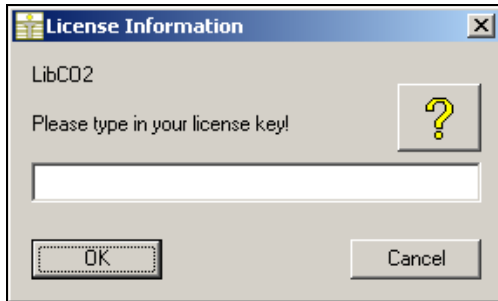 License Information
LibCO2
Please type in your license key!
?
OK
Cancel